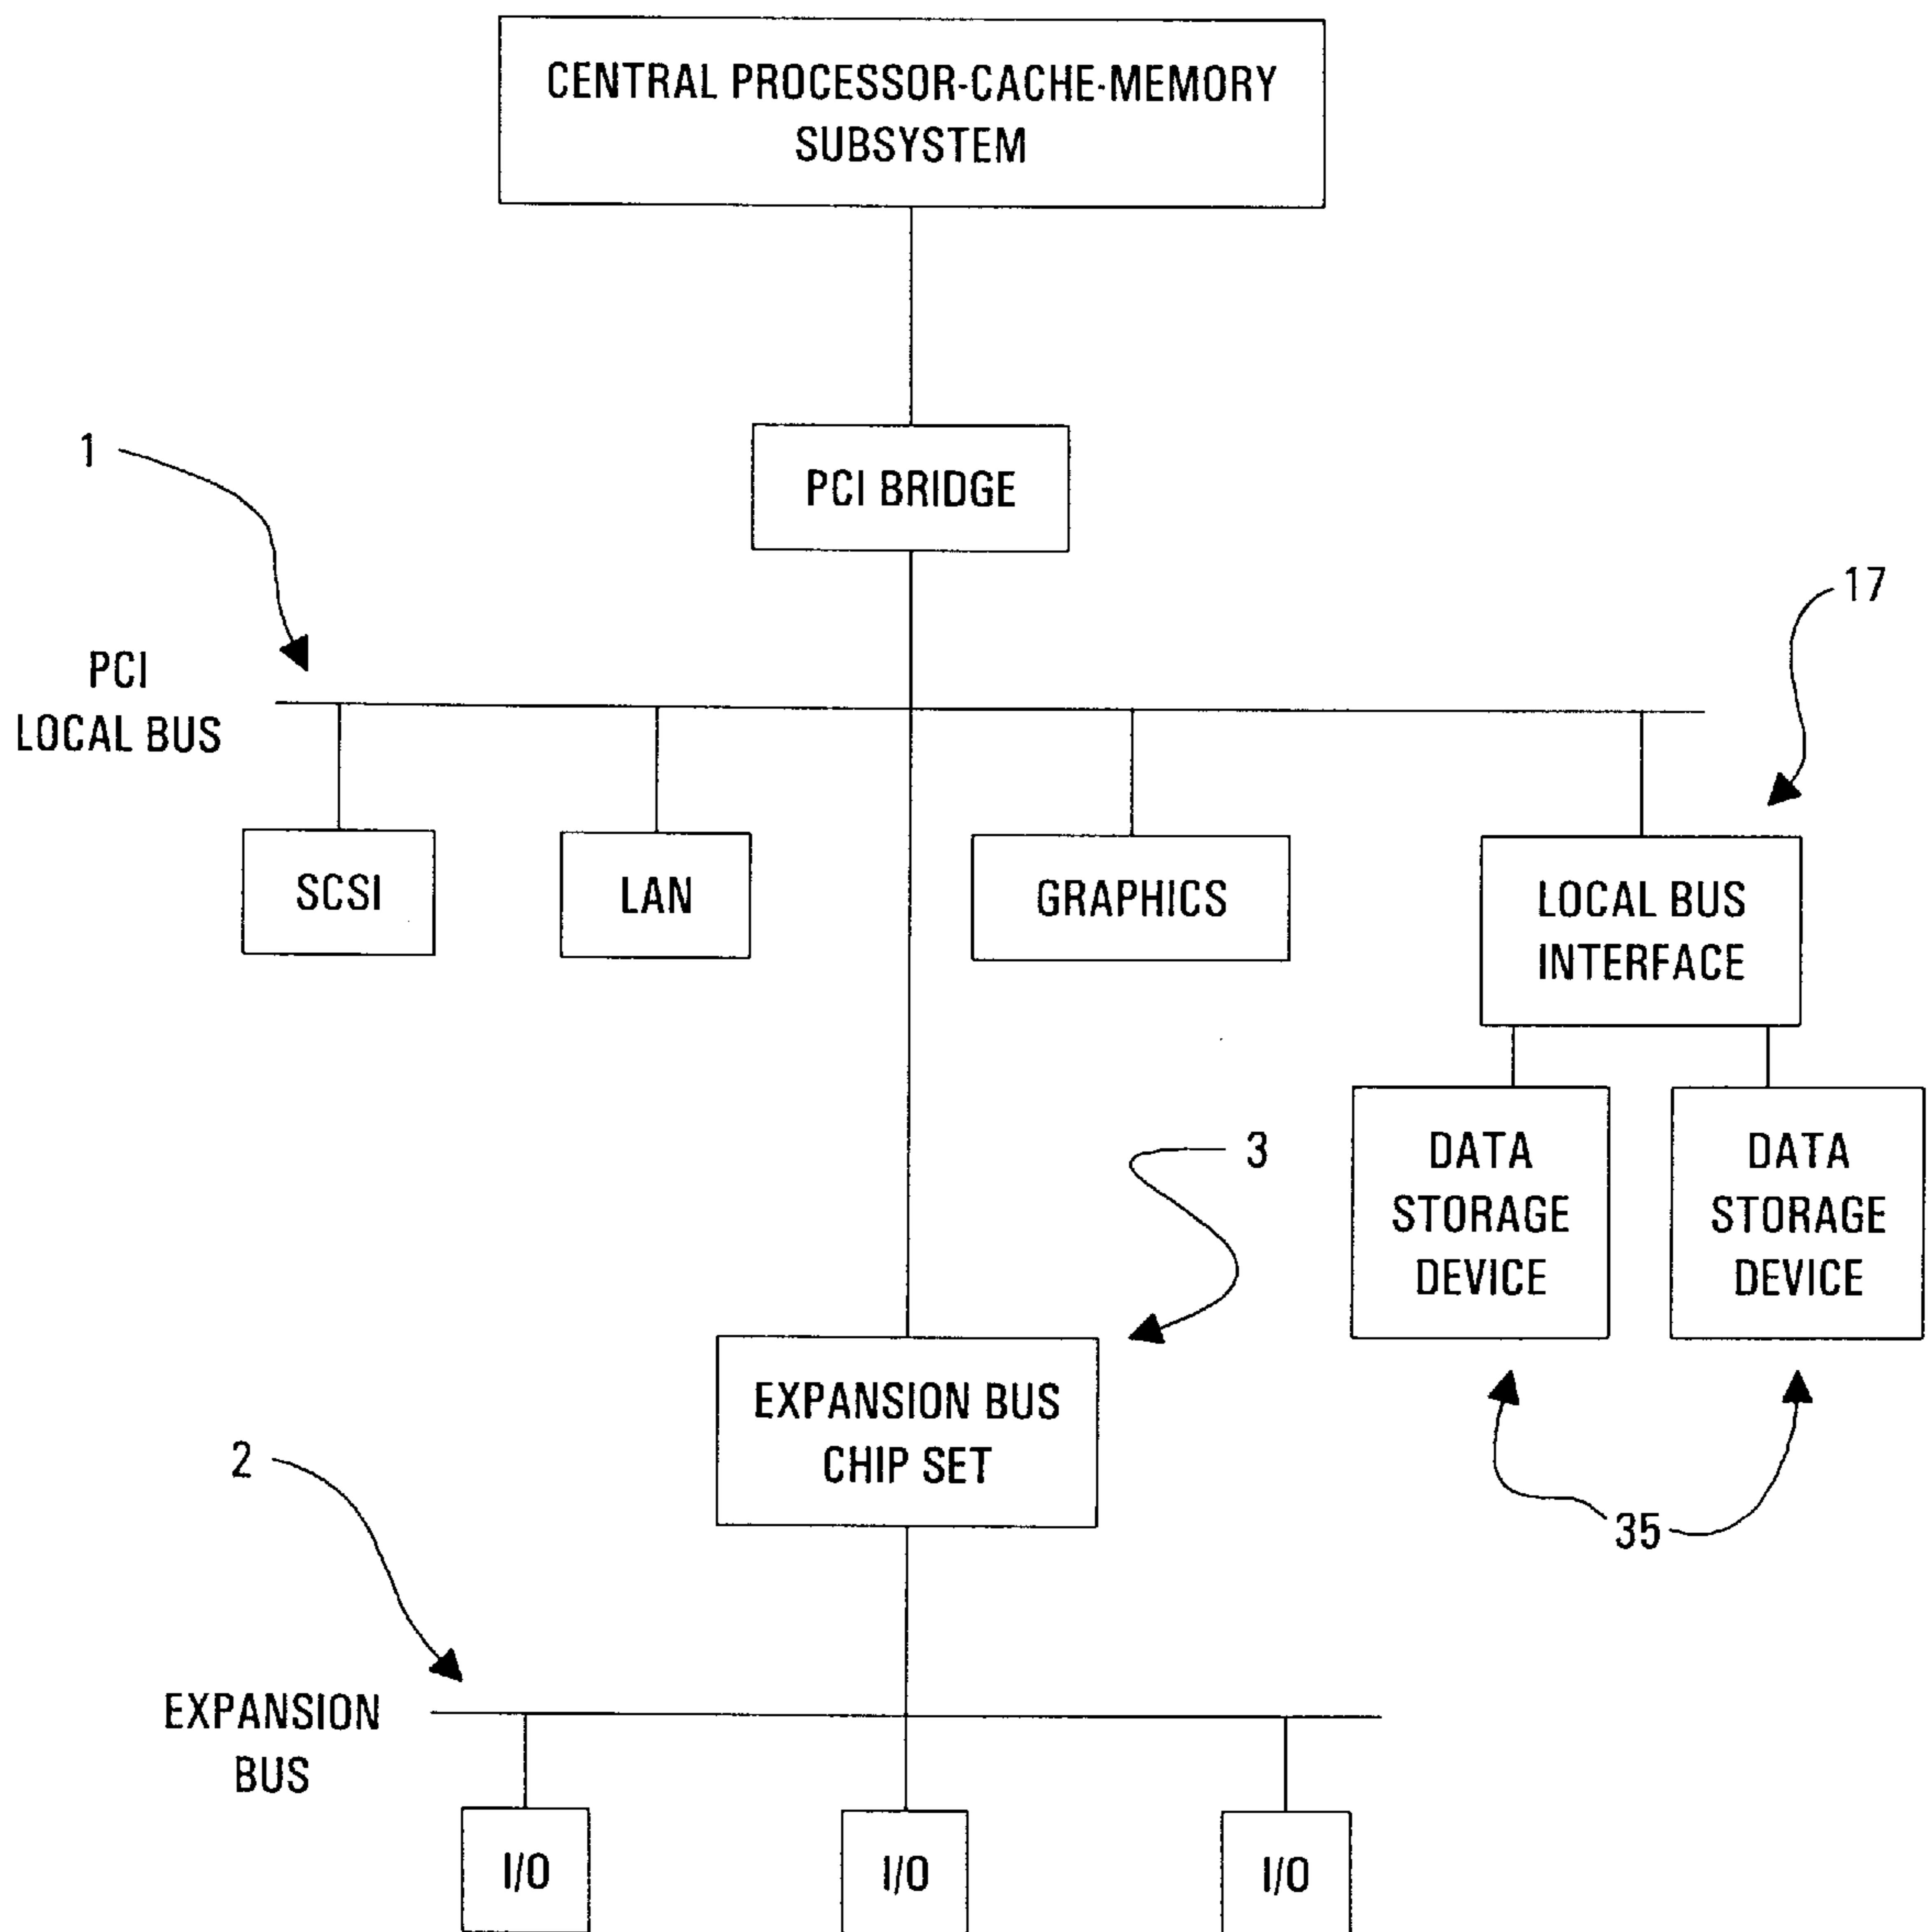 CENTRAL PROCESSOR-CACHE-MEMORY
SUBSYSTEM
PCI BRIDGE
1
17
PCI
LOCAL BUS
SCSI
LAN
GRAPHICS
LOCAL BUS
INTERFACE
3
DATA
STORAGE
DEVICE
DATA
STORAGE
DEVICE
EXPANSION BUS
CHIP SET
2
35
EXPANSION
BUS
I/O
I/O
I/O